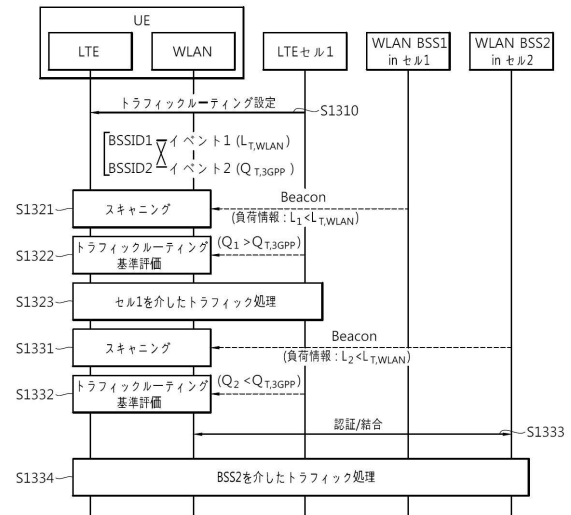 UE
LTE
WLAN
LTEセル1
WLAN BSS1
in セル1
WLAN BSS2
in セル2
トラフィックルーティング設定
S1310
BSSID1 イベント1 (LT,WLAN)
BSSID2 イベント2 (QT,3GPP)
S1321
スキャニング
Beacon
(負荷情報：L1<LT,WLAN)
S1322
トラフィックルーティング
基準評価
(Q1>QT,3GPP)
S1323
セル1を介したトラフィック処理
S1331
スキャニング
Beacon
(負荷情報：L2<LT,WLAN)
S1332
トラフィックルーティング
基準評価
(Q2<QT,3GPP)
認証/結合
S1333
S1334
BSS2を介したトラフィック処理